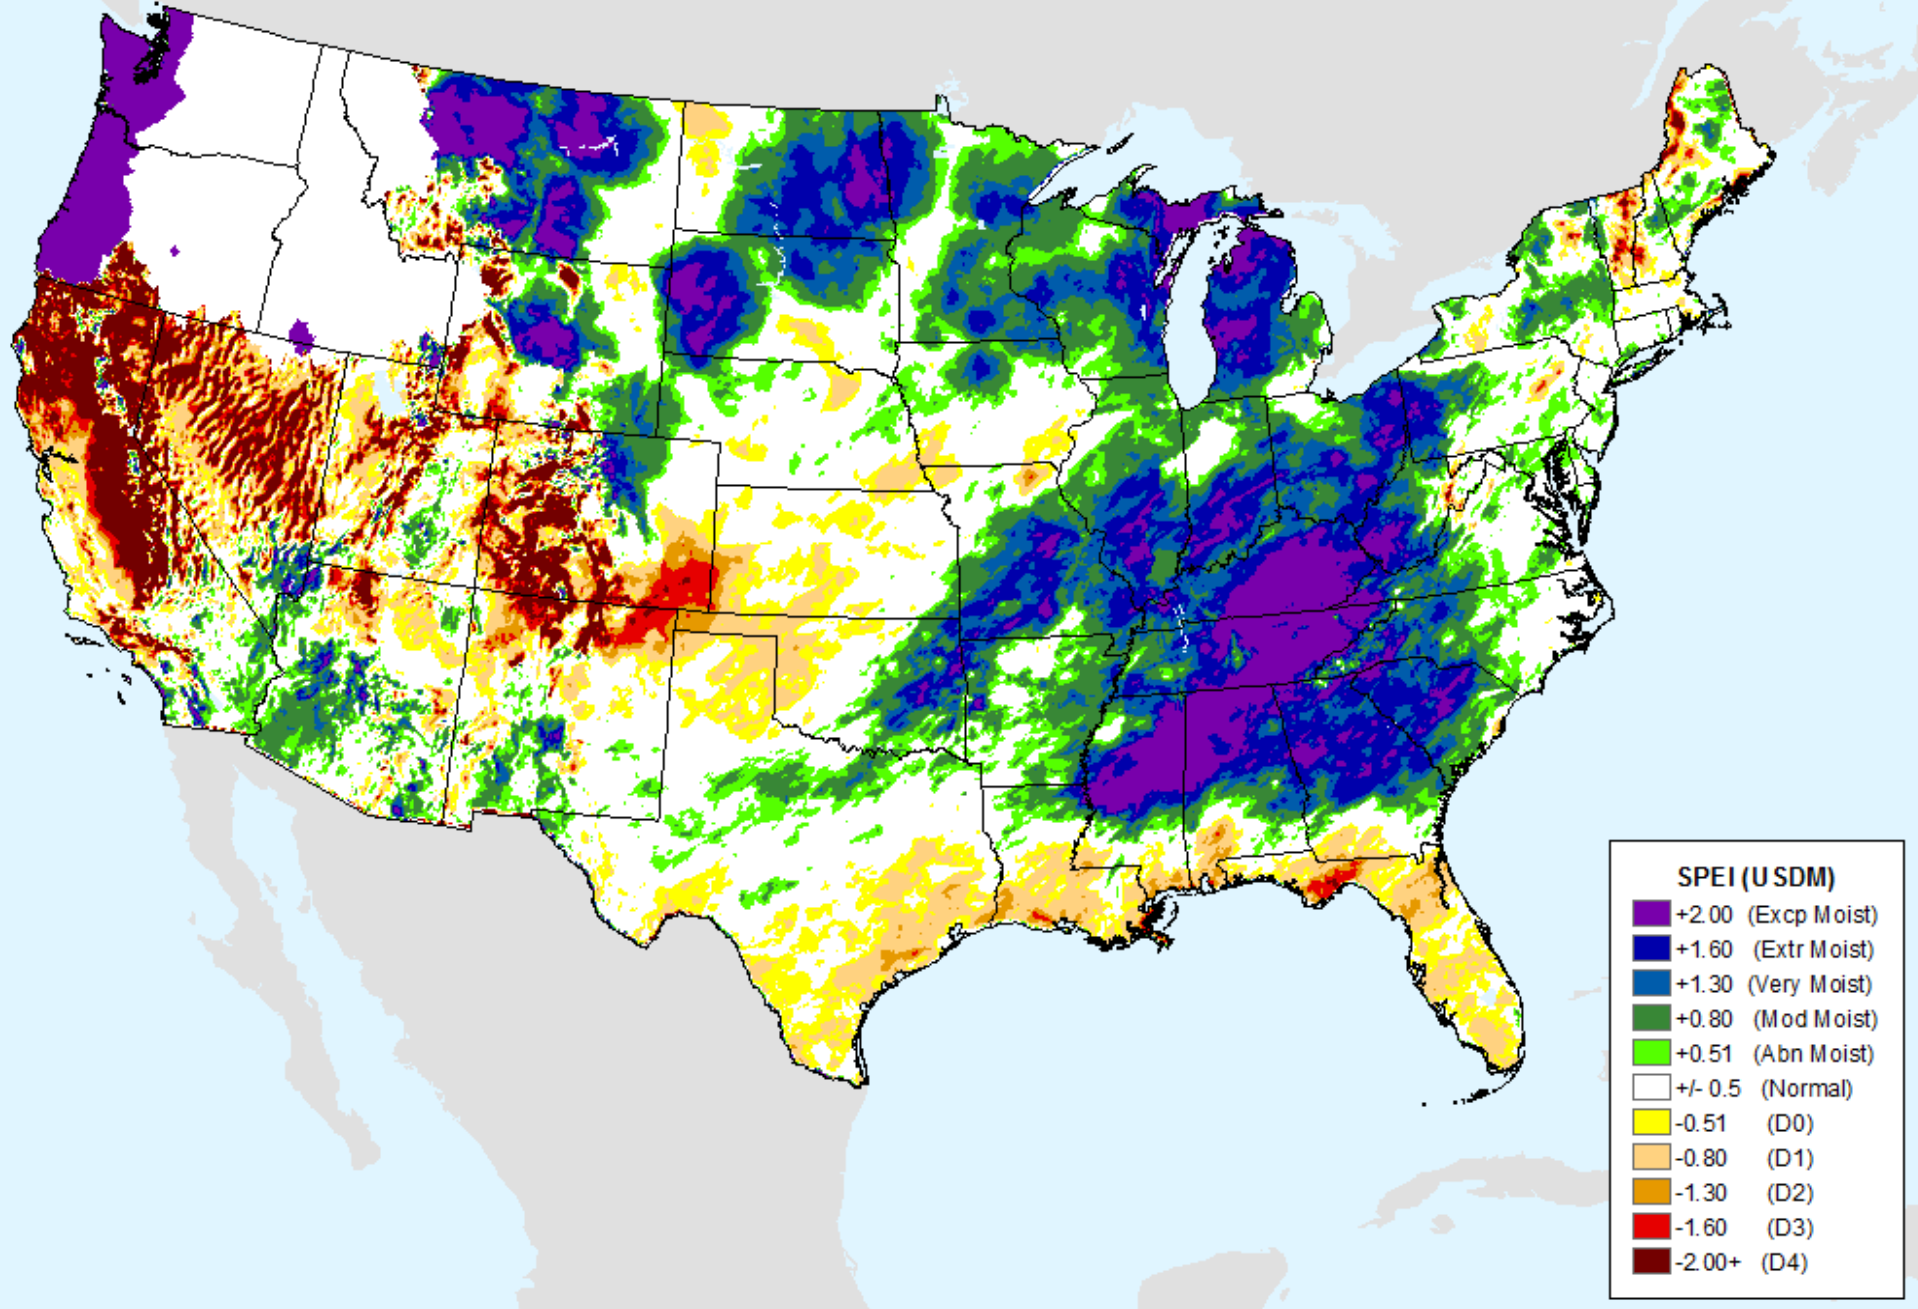 SPEI (USDM)
+2.00 (Excp Moist)
+1.60 (Extr Moist)
+1.30 (Very Moist)
+0.80 (Mod Moist)
+0.51 (Abn Moist)
+/- 0.5 (Normal)
-0.51 (D0)
-0.80 (D1)
-1.30 (D2)
-1.60 (D3)
-2.00+ (D4)